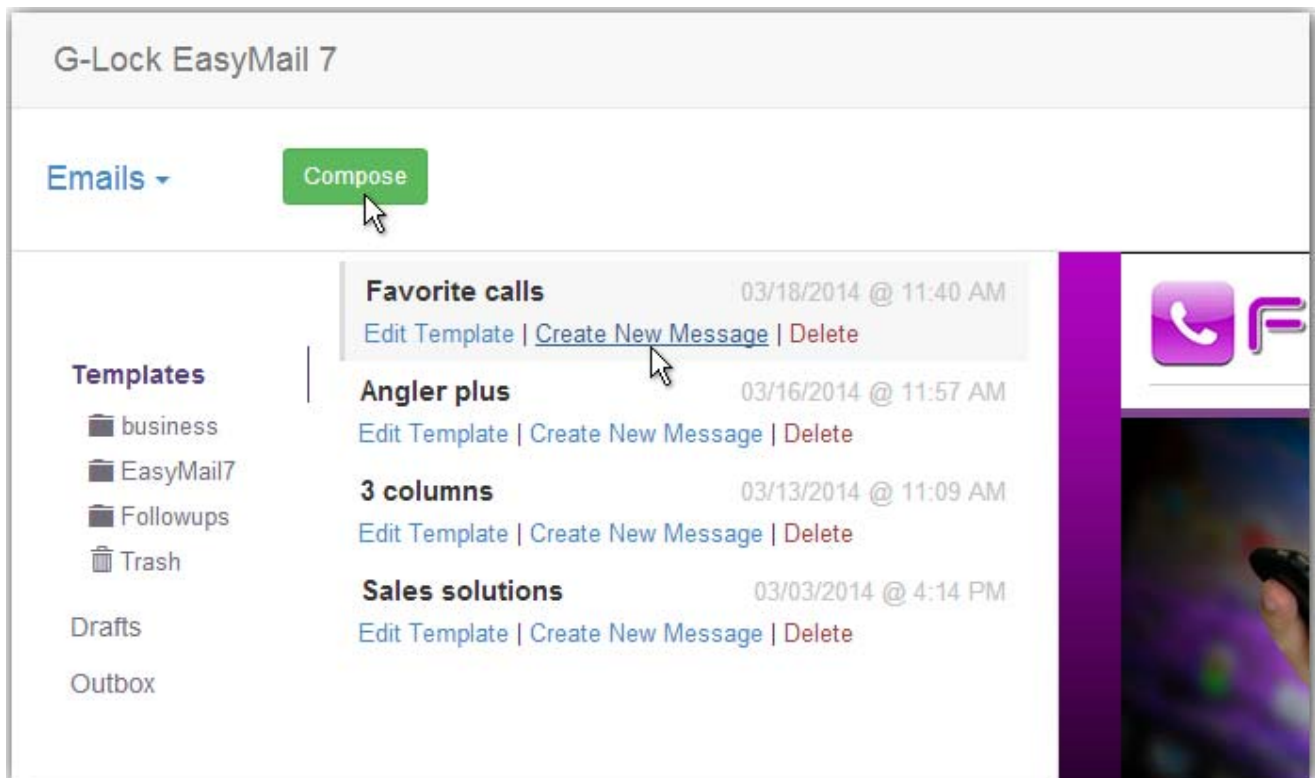 G-Lock EasyMail 7
Emails
Compose
Templates
business
EasyMail7
Followups
Trash
Drafts
Outbox
Favorite calls 03/18/2014 @ 11:40 AM
Edit Template | Create New Message | Delete
Angler plus 03/16/2014 @ 11:57 AM
Edit Template | Create New Message | Delete
3 columns 03/13/2014 @ 11:09 AM
Edit Template | Create New Message | Delete
Sales solutions 03/03/2014 @ 4:14 PM
Edit Template | Create New Message | Delete
F